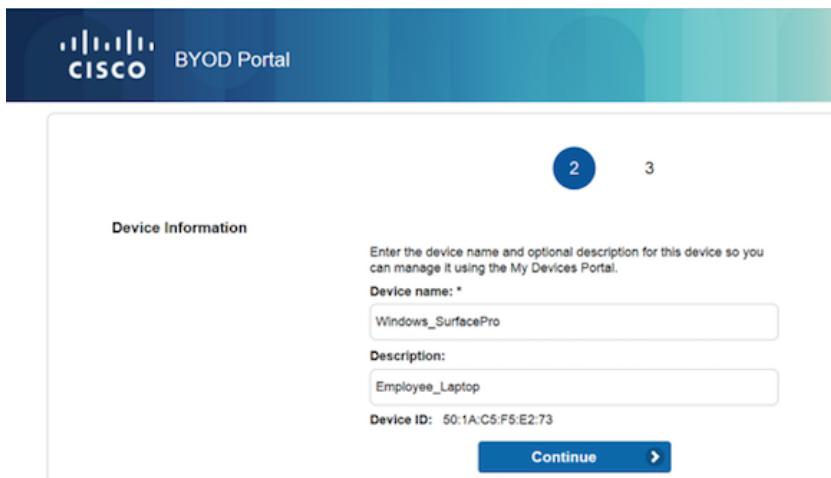 CISCO
BYOD Portal
2 3
Device Information
Enter the device name and optional description for this device so you
can manage it using the My Devices Portal.
Device name: *
Windows_SurfacePro
Description:
Employee_Laptop
Device ID: 50:1A:C5:F5:E2:73
Continue